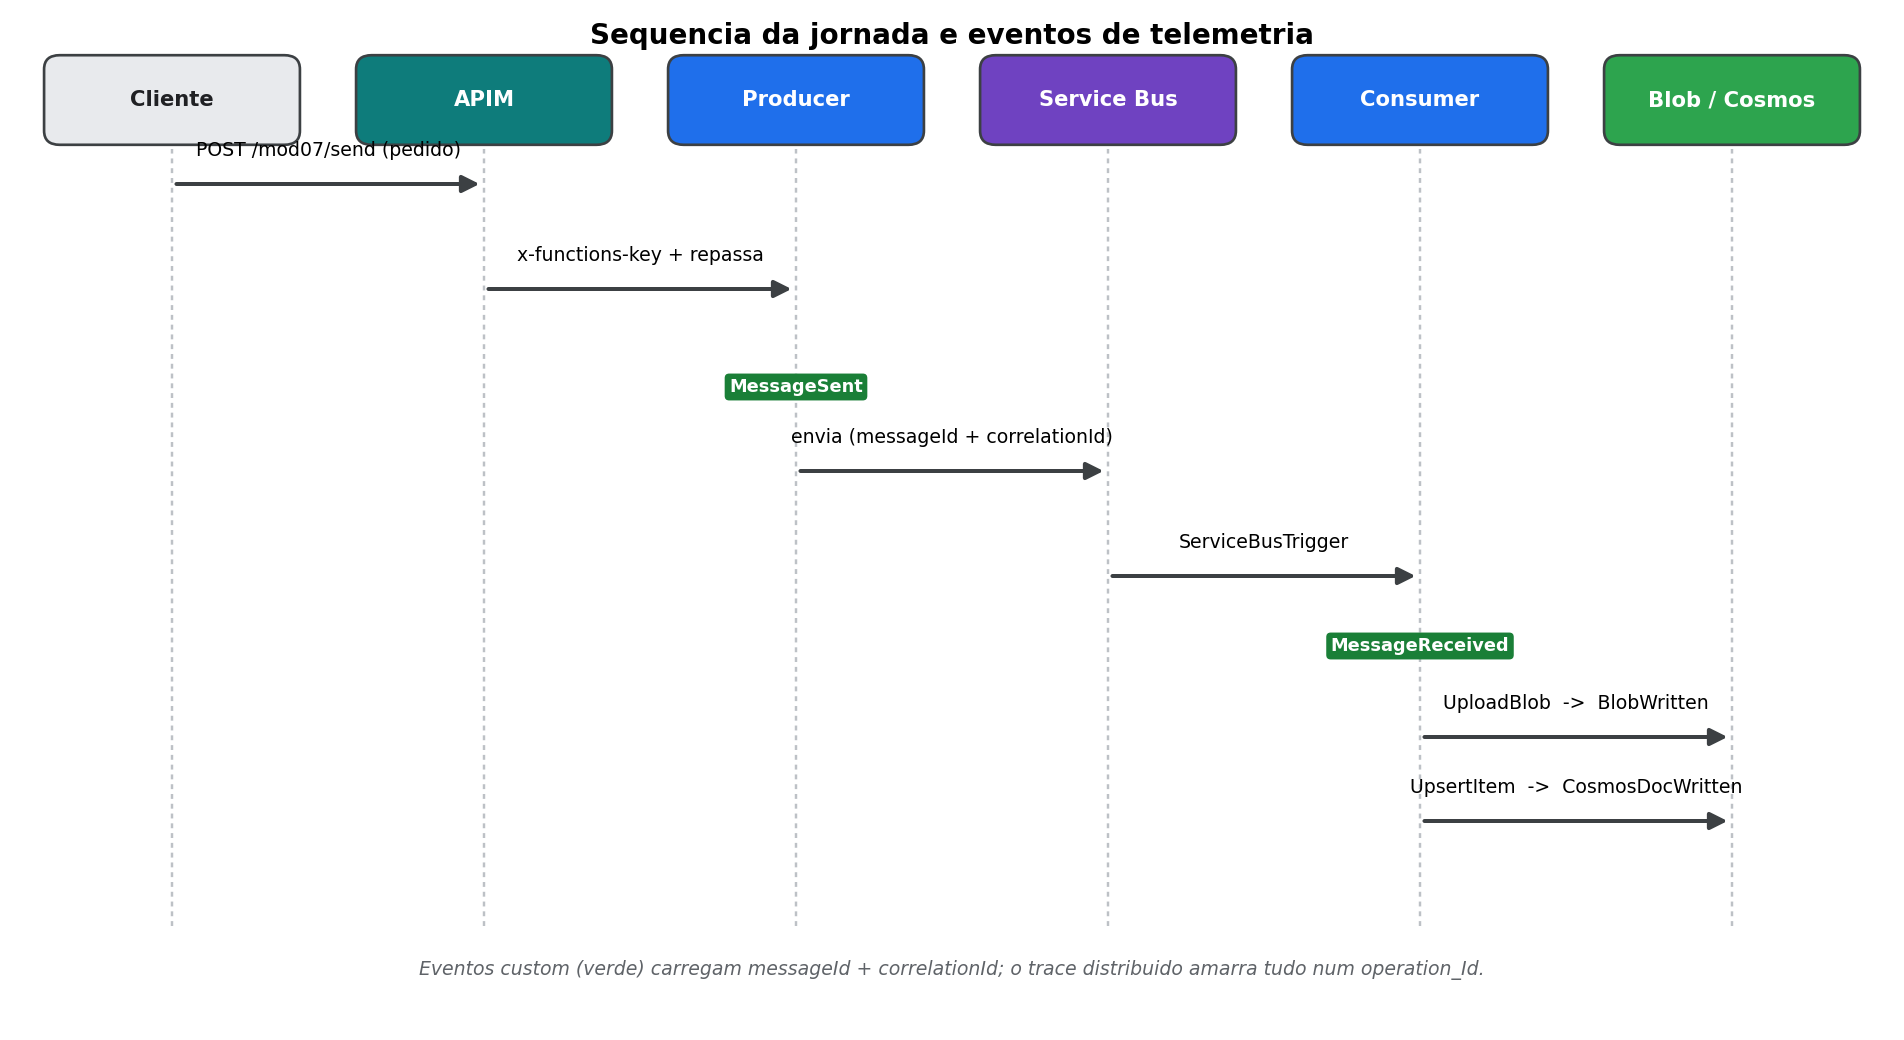 Sequencia da jornada e eventos de telemetria
Cliente
APIM
Producer
Service Bus
Consumer
Blob / Cosmos
POST /mod07/send (pedido)
x-functions-key + repassa
MessageSent
envia (messageId + correlationId)
ServiceBusTrigger
MessageReceived
UploadBlob -> BlobWritten
UpsertItem -> CosmosDocWritten
Eventos custom (verde) carregam messageId + correlationId; o trace distribuido amarra tudo num operation_Id.